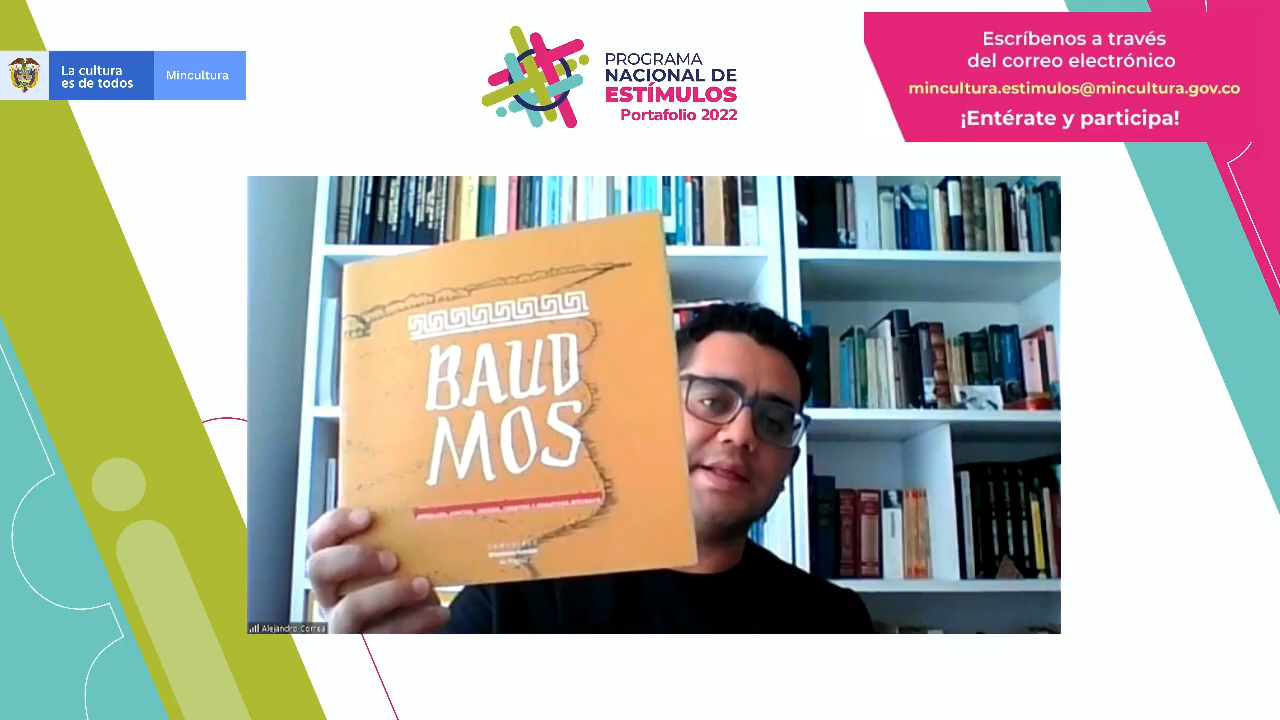 La cultura
es de todos
Mincultura
PROGRAMA
NACIONAL DE
ESTÍMULOS
Portafolio 2022
Escríbenos a través
del correo electrónico
mincultura.estimulos@mincultura.gov.co
¡Entérate y participa!
BAUD
MOS
Alejandro Correa